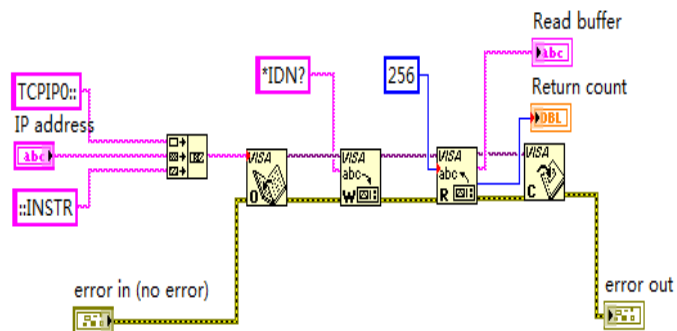 Read buffer
abc
*IDN?
256
TCPIP0::
Return count
DBL
IP address
abc
VISA
O
VISA
abc
W
VISA
abc
R
VISA
C
::INSTR
error in (no error)
error out